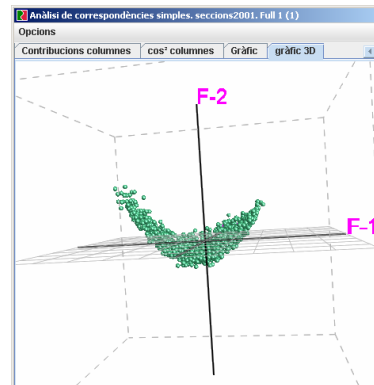 Anàlisi de correspondències simples. seccions2001. Full 1 (1)
Opcions
Contribucions columnes cos² columnes Gràfic gràfic 3D
F-2
F-1